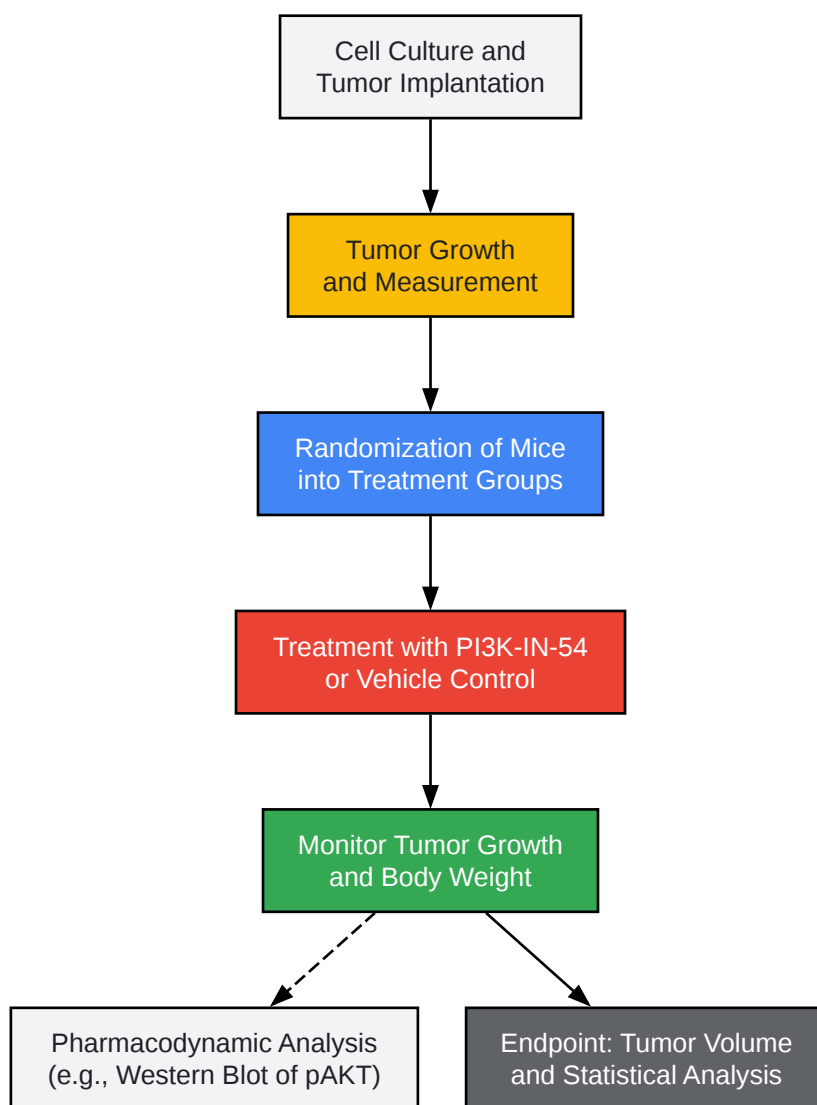 Cell Culture and
Tumor Implantation
Tumor Growth
and Measurement
Randomization of Mice
into Treatment Groups
Treatment with PI3K-IN-54
or Vehicle Control
Monitor Tumor Growth
and Body Weight
Pharmacodynamic Analysis
(e.g., Western Blot of pAKT)
Endpoint: Tumor Volume
and Statistical Analysis